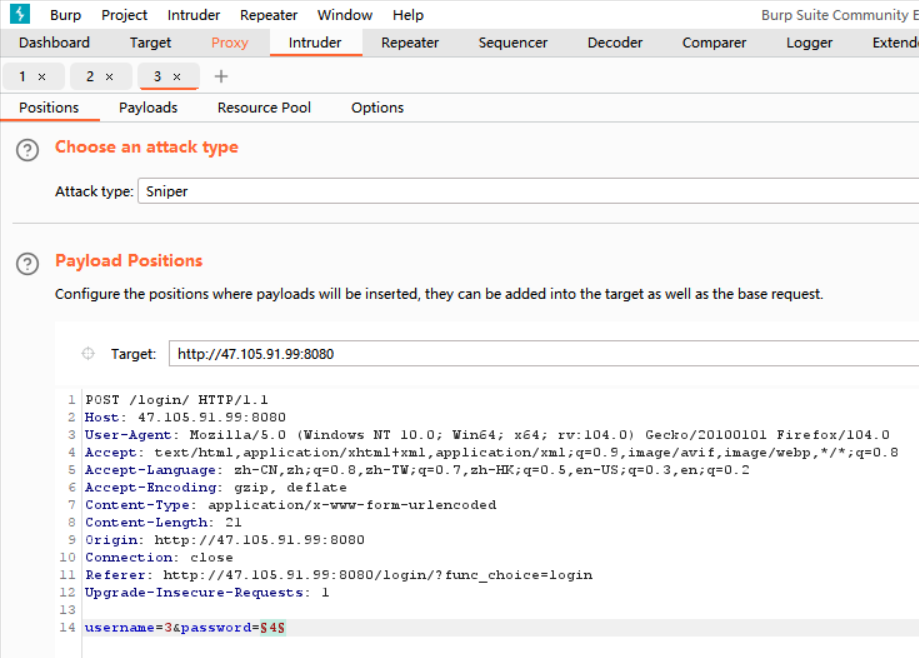 Burp Project Intruder Repeater Window Help Burp Suite Community E
Dashboard Target Proxy Intruder Repeater Sequencer Decoder Comparer Logger Extend
1 × 2 × 3 × +
Positions Payloads Resource Pool Options
? Choose an attack type
Attack type: Sniper
? Payload Positions
Configure the positions where payloads will be inserted, they can be added into the target as well as the base request.
Target: http://47.105.91.99:8080
1 POST /login/ HTTP/1.1
2 Host: 47.105.91.99:8080
3 User-Agent: Mozilla/5.0 (Windows NT 10.0; Win64; x64; rv:104.0) Gecko/20100101 Firefox/104.0
4 Accept: text/html,application/xhtml+xml,application/xml;q=0.9,image/avif,image/webp,*/*;q=0.8
5 Accept-Language: zh-CN,zh;q=0.8,zh-TW;q=0.7,zh-HK;q=0.5,en-US;q=0.3,en;q=0.2
6 Accept-Encoding: gzip, deflate
7 Content-Type: application/x-www-form-urlencoded
8 Content-Length: 21
9 Origin: http://47.105.91.99:8080
10 Connection: close
11 Referer: http://47.105.91.99:8080/login/?func_choice=login
12 Upgrade-Insecure-Requests: 1
13
14 username=3&password=§4§